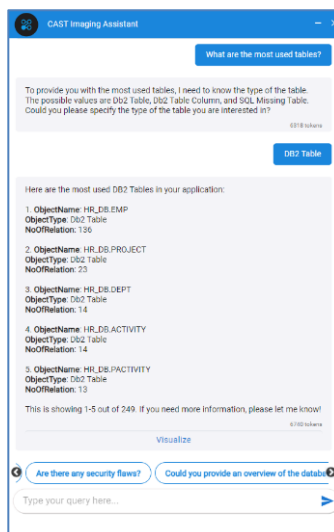 CAST Imaging Assistant
What are the most used tables?
To provide you with the most used tables, I need to know the type of the table.
The possible values are Db2 Table, Db2 Table Column, and SQL Missing Table.
Could you please specify the type of the table you are interested in?
DB2 Table
Here are the most used DB2 Tables in your application:
1. ObjectName: HR_DB.EMP
ObjectType: Db2 Table
NoOfRelation: 136
2. ObjectName: HR_DB.PROJECT
ObjectType: Db2 Table
NoOfRelation: 23
3. ObjectName: HR_DB.DEPT
ObjectType: Db2 Table
NoOfRelation: 14
4. ObjectName: HR_DB.ACTIVITY
ObjectType: Db2 Table
NoOfRelation: 14
5. ObjectName: HR_DB.PACTIVITY
ObjectType: Db2 Table
NoOfRelation: 13
This is showing 1-5 out of 249. If you need more information, please let me know!
Visualize
Are there any security flaws?
Could you provide an overview of the datab
Type your query here...